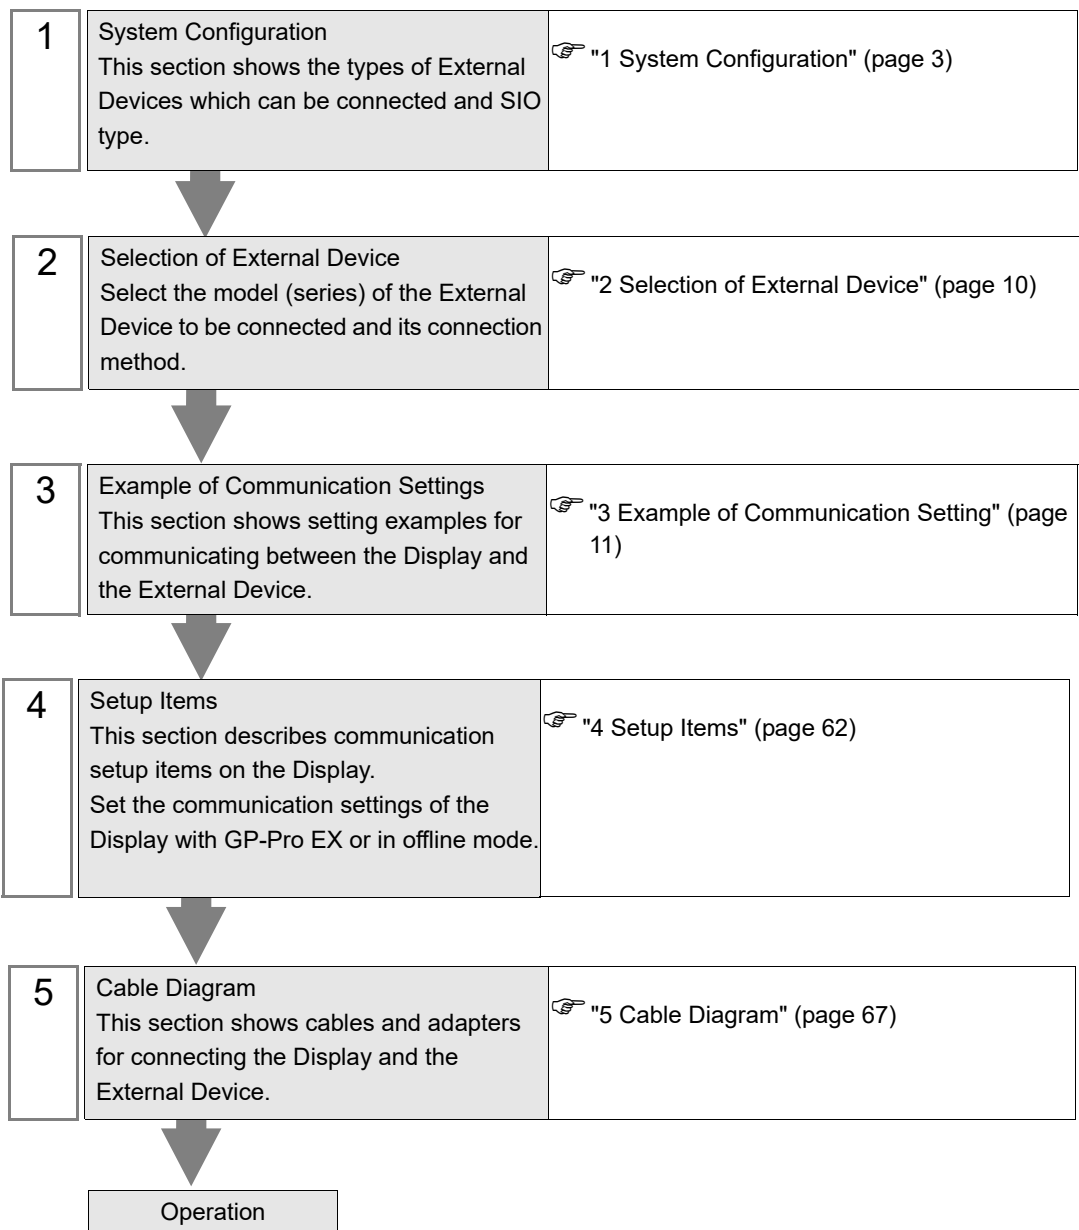 1
System Configuration
This section shows the types of External
Devices which can be connected and SIO
type.
"1 System Configuration" (page 3)
2
Selection of External Device
Select the model (series) of the External
Device to be connected and its connection
method.
"2 Selection of External Device" (page 10)
3
Example of Communication Settings
This section shows setting examples for
communicating between the Display and
the External Device.
"3 Example of Communication Setting" (page
11)
4
Setup Items
This section describes communication
setup items on the Display.
Set the communication settings of the
Display with GP-Pro EX or in offline mode.
"4 Setup Items" (page 62)
5
Cable Diagram
This section shows cables and adapters
for connecting the Display and the
External Device.
"5 Cable Diagram" (page 67)
Operation